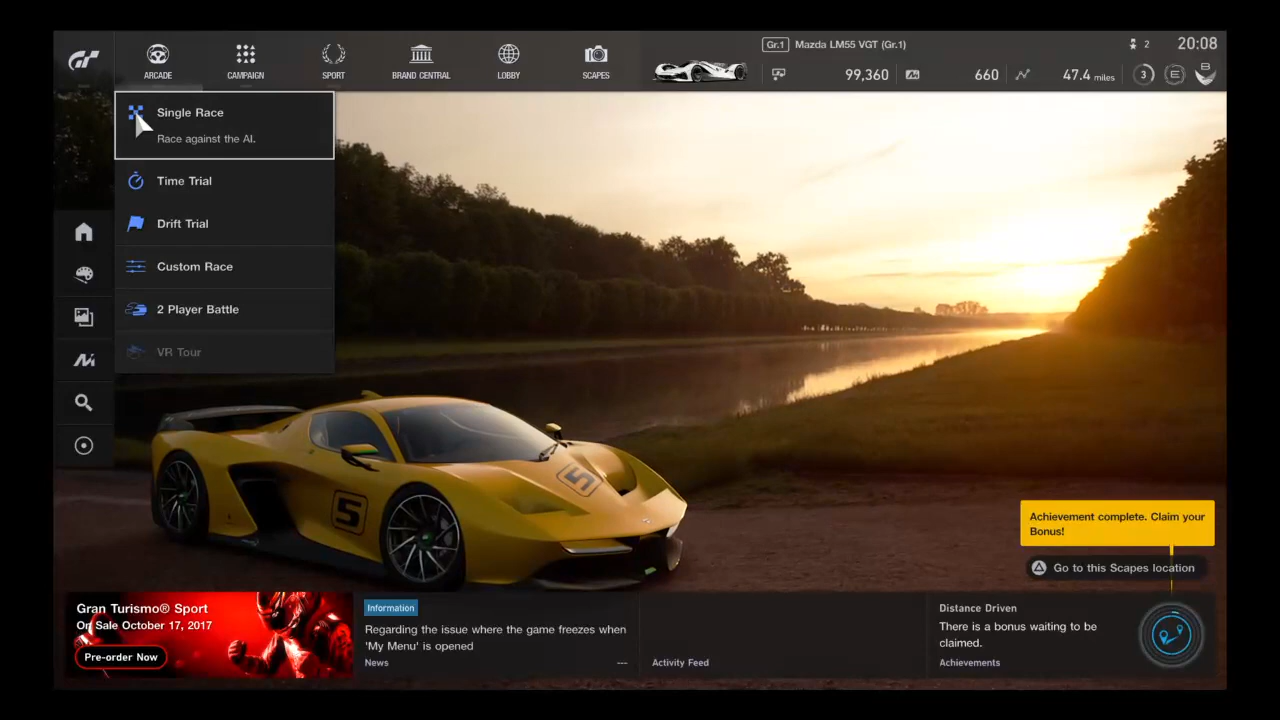 GT
ARCADE
CAMPAIGN
SPORT
BRAND CENTRAL
LOBBY
SCAPES
Gr.1 Mazda LM55 VGT (Gr.1)
2
20:08
99,360
660
47.4 miles
3
E
B
Single Race
Race against the AI.
Time Trial
Drift Trial
Custom Race
2 Player Battle
VR Tour
5
5
Achievement complete. Claim your
Bonus!
Go to this Scapes location
Gran Turismo® Sport
On Sale October 17, 2017
Pre-order Now
Information
Regarding the issue where the game freezes when
'My Menu' is opened
News
---
Activity Feed
Distance Driven
There is a bonus waiting to be
claimed.
Achievements